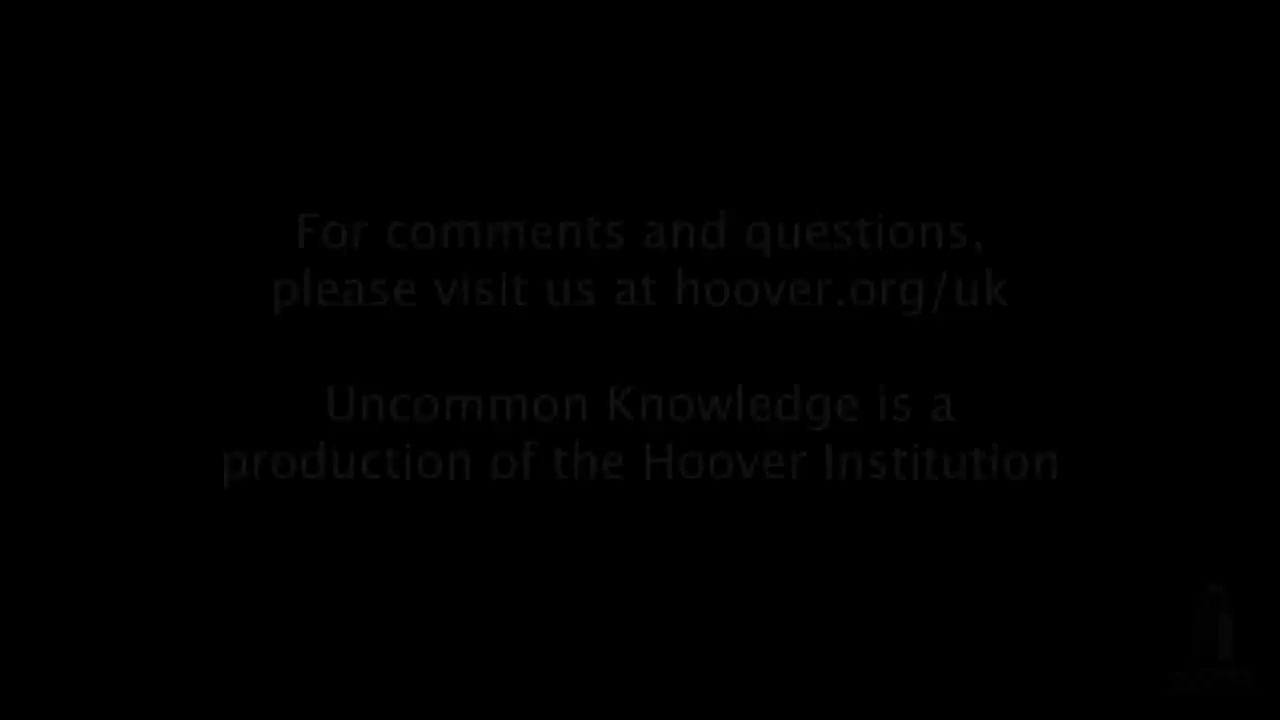 For comments and questions,
please visit us at hoover.org/uk
Uncommon Knowledge is a
production of the Hoover Institution